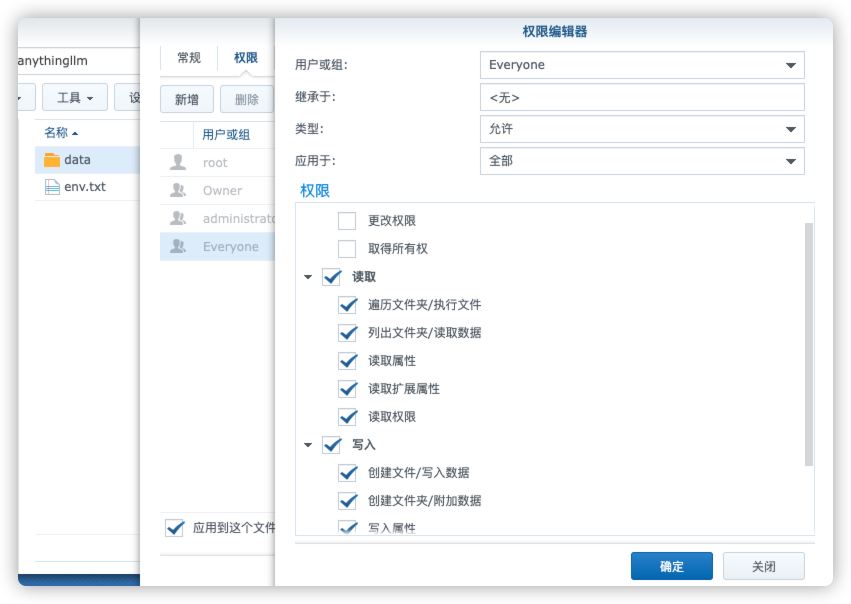 anythingllm
工具
设
名称
data
env.txt
常规
权限
新增
删除
用户或组
root
Owner
administrato
Everyone
应用到这个文件
权限编辑器
用户或组:
Everyone
继承于:
<无>
类型:
允许
应用于:
全部
权限
更改权限
取得所有权
读取
遍历文件夹/执行文件
列出文件夹/读取数据
读取属性
读取扩展属性
读取权限
写入
创建文件/写入数据
创建文件夹/附加数据
写入属性
确定
关闭